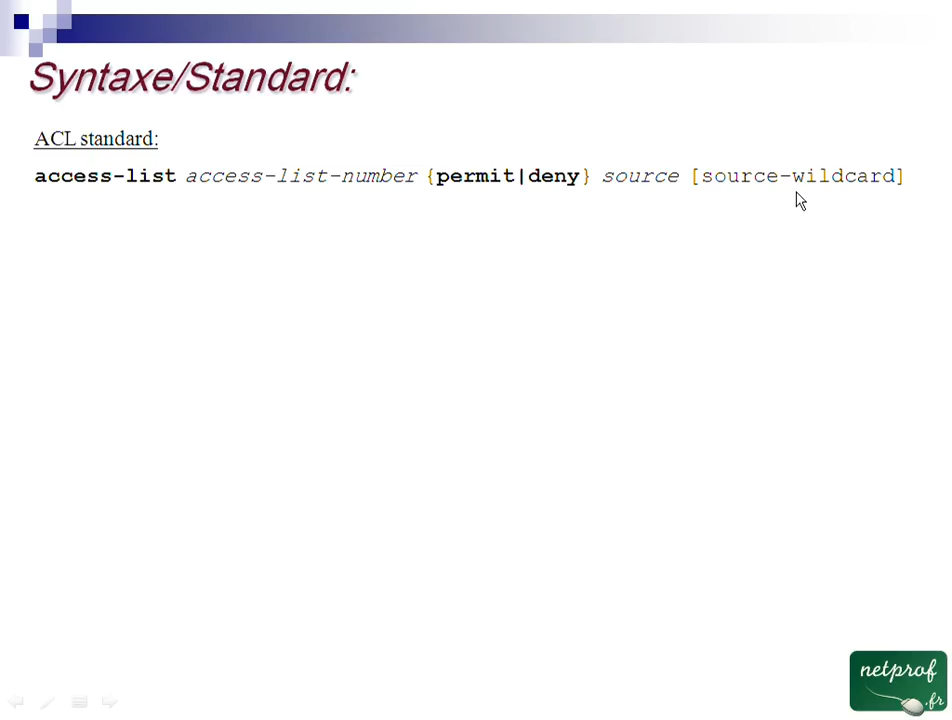 Syntaxe/Standard:
ACL standard:
access-list access-list-number {permit|deny} source [source-wildcard]
netprof
.fr